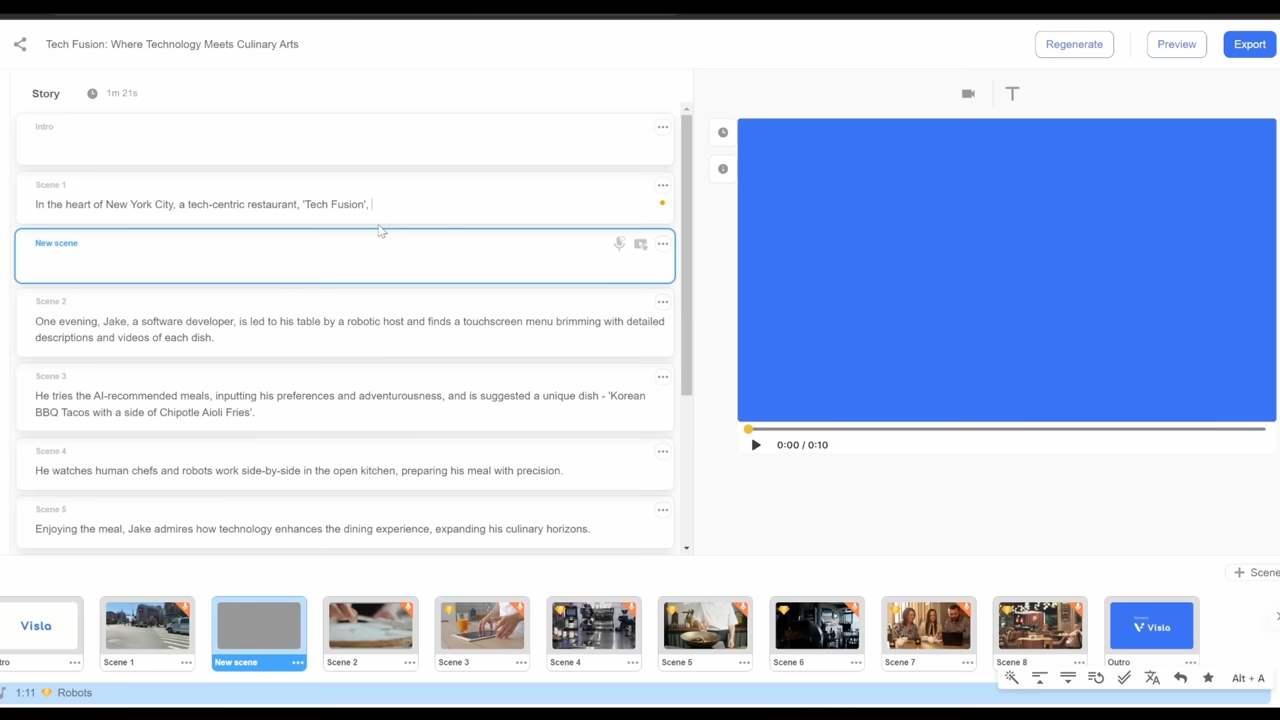 Tech Fusion: Where Technology Meets Culinary Arts
Regenerate
Preview
Export
Story
1m 21s
Intro
Scene 1
In the heart of New York City, a tech-centric restaurant, 'Tech Fusion',
New scene
Scene 2
One evening, Jake, a software developer, is led to his table by a robotic host and finds a touchscreen menu brimming with detailed
descriptions and videos of each dish.
Scene 3
He tries the AI-recommended meals, inputting his preferences and adventurousness, and is suggested a unique dish - 'Korean
BBQ Tacos with a side of Chipotle Aioli Fries'.
Scene 4
He watches human chefs and robots work side-by-side in the open kitchen, preparing his meal with precision.
Scene 5
Enjoying the meal, Jake admires how technology enhances the dining experience, expanding his culinary horizons.
0:00 / 0:10
+ Scene
Visla
Visla
tro
Scene 1
New scene
Scene 2
Scene 3
Scene 4
Scene 5
Scene 6
Scene 7
Scene 8
Outro
Alt + A
1:11
Robots